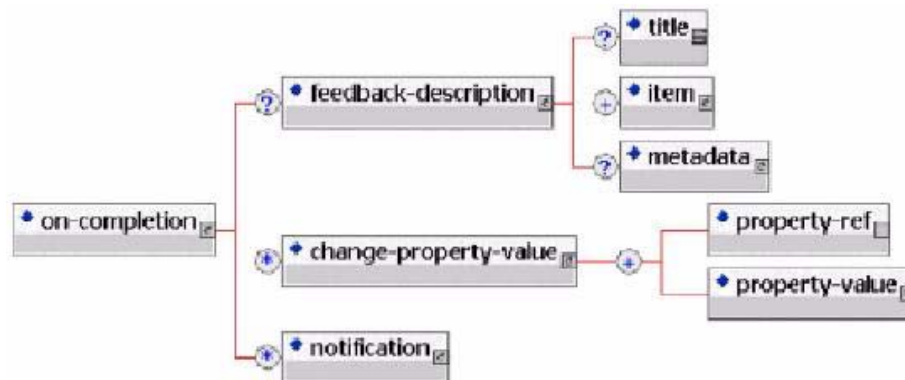 title
? feedback-description
?
+ item
? metadata
on-completion
* change-property-value
+
property-ref
property-value
* notification